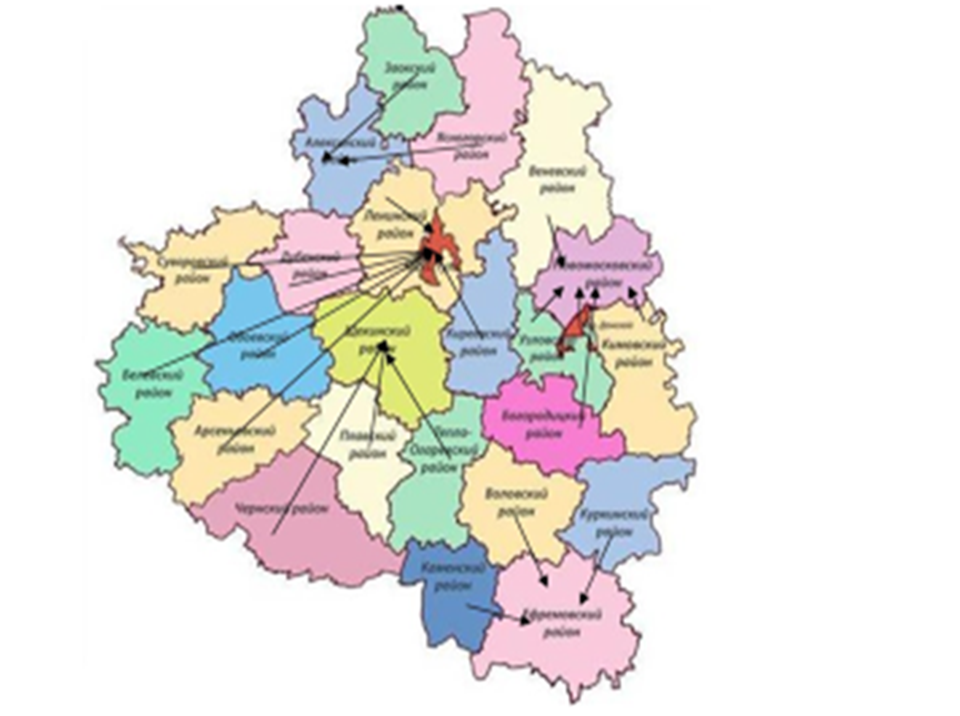 Заокский
район
Алексинский
Ясногорский
район
Веневский
район
Ленинский
район
Суворовский
район
Дубенский
район
Новомосковский
район
Одоевский
район
Щекинский
район
Киреевский
район
Узловский
район
Донской
Кимовский
район
Белевский
район
Арсеньевский
район
Плавский
район
Тепло-
Огаревский
район
Богородицкий
район
Чернский район
Воловский
район
Куркинский
район
Каменский
район
Ефремовский
район